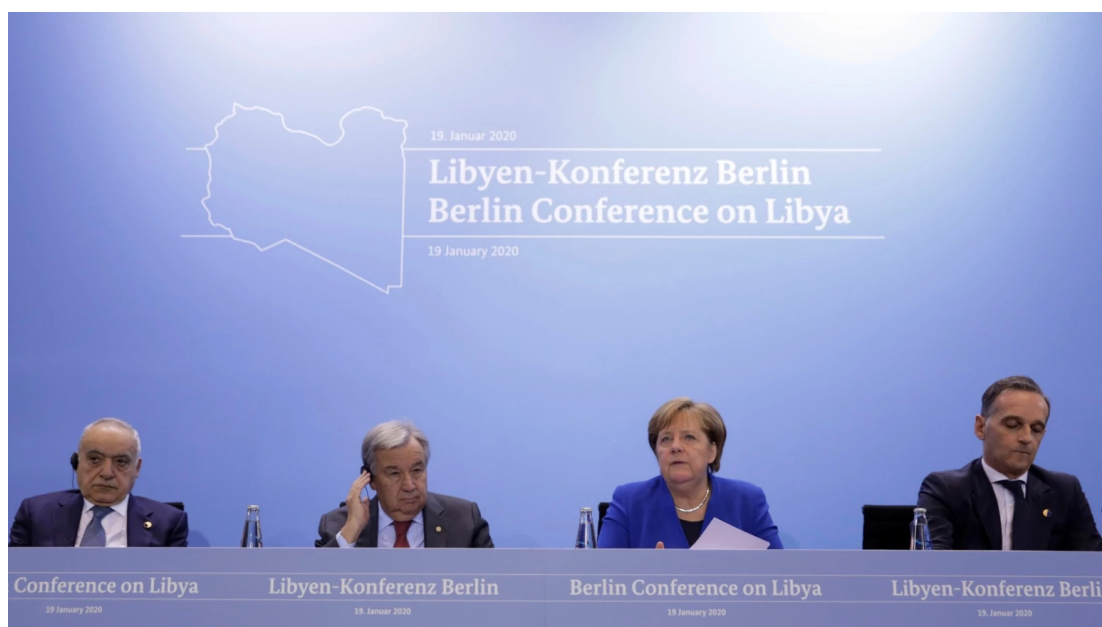 19. Januar 2020
Libyen-Konferenz Berlin
Berlin Conference on Libya
19 January 2020
Conference on Libya
19 January 2020
Libyen-Konferenz Berlin
19. Januar 2020
Berlin Conference on Libya
19 January 2020
Libyen-Konferenz Berli
19. Januar 2020